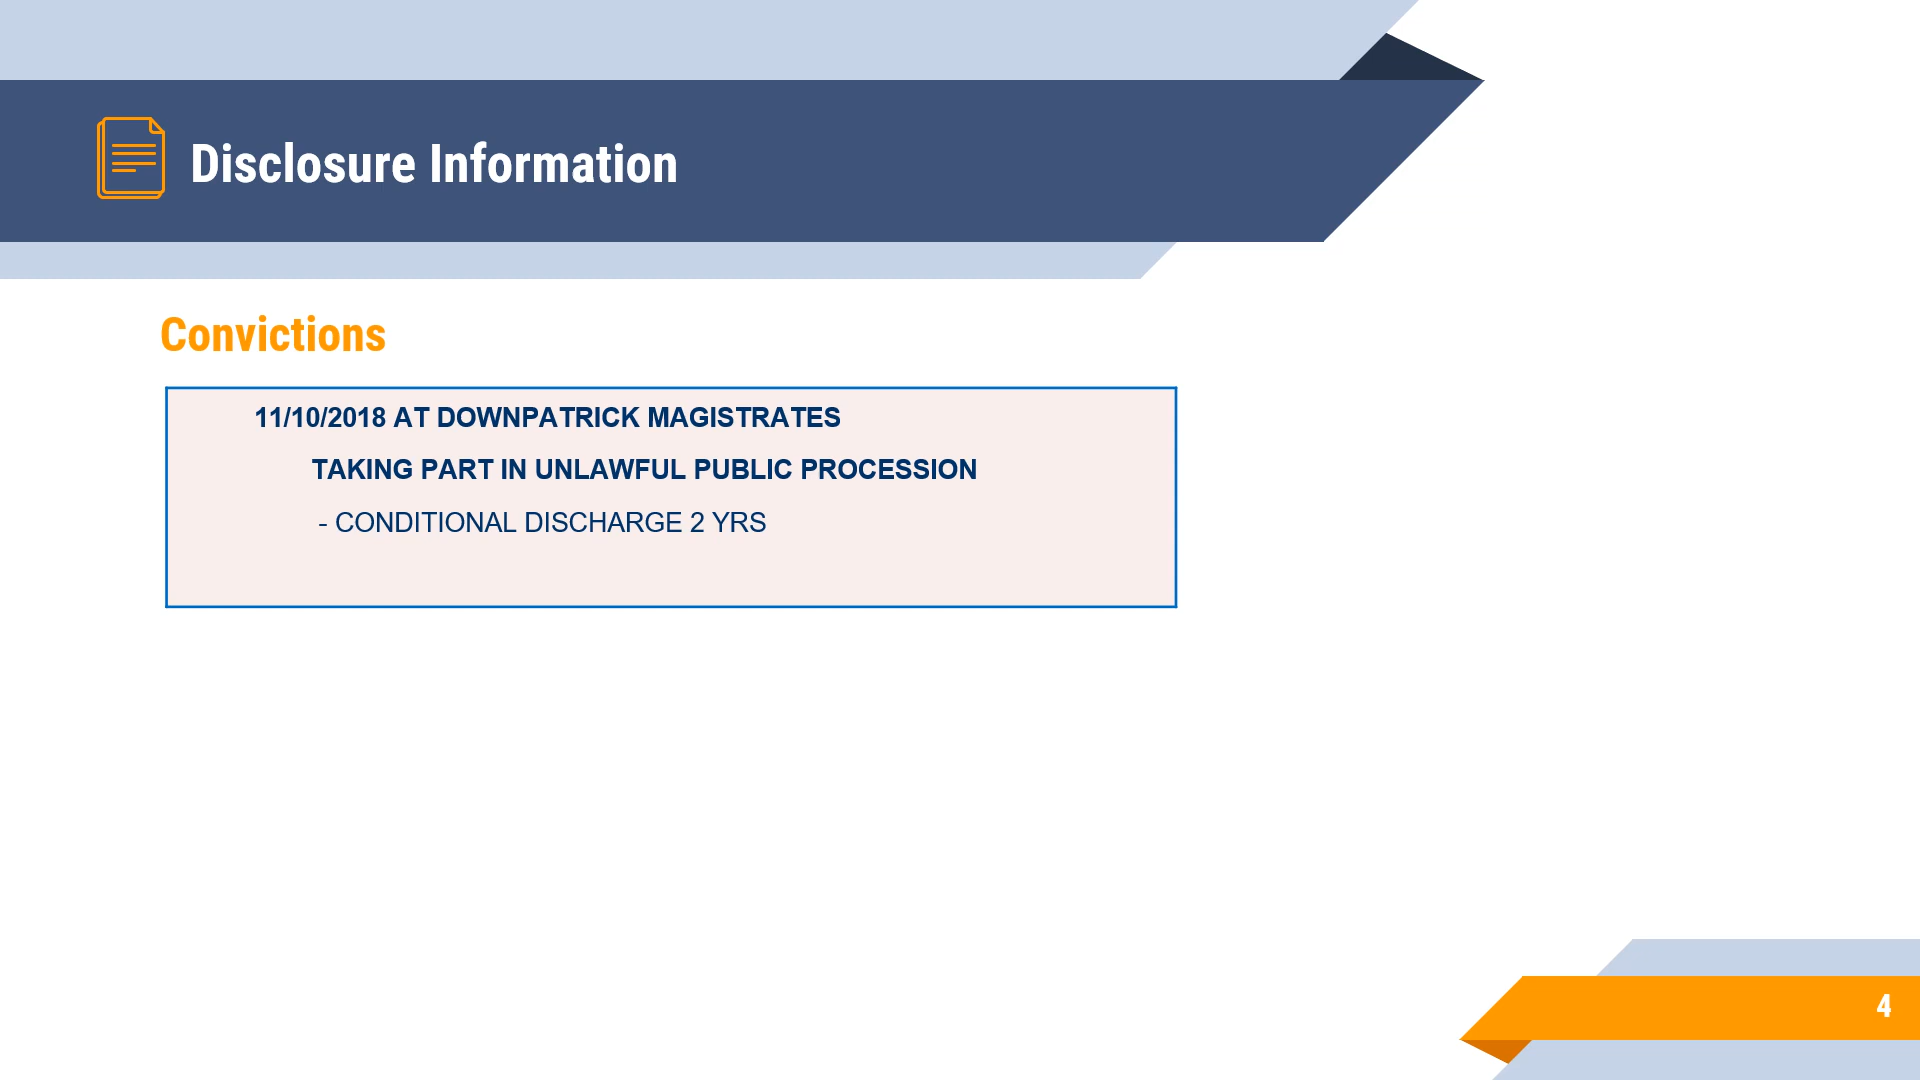 Disclosure Information
Convictions
11/10/2018 AT DOWNPATRICK MAGISTRATES
TAKING PART IN UNLAWFUL PUBLIC PROCESSION
- CONDITIONAL DISCHARGE 2 YRS
4